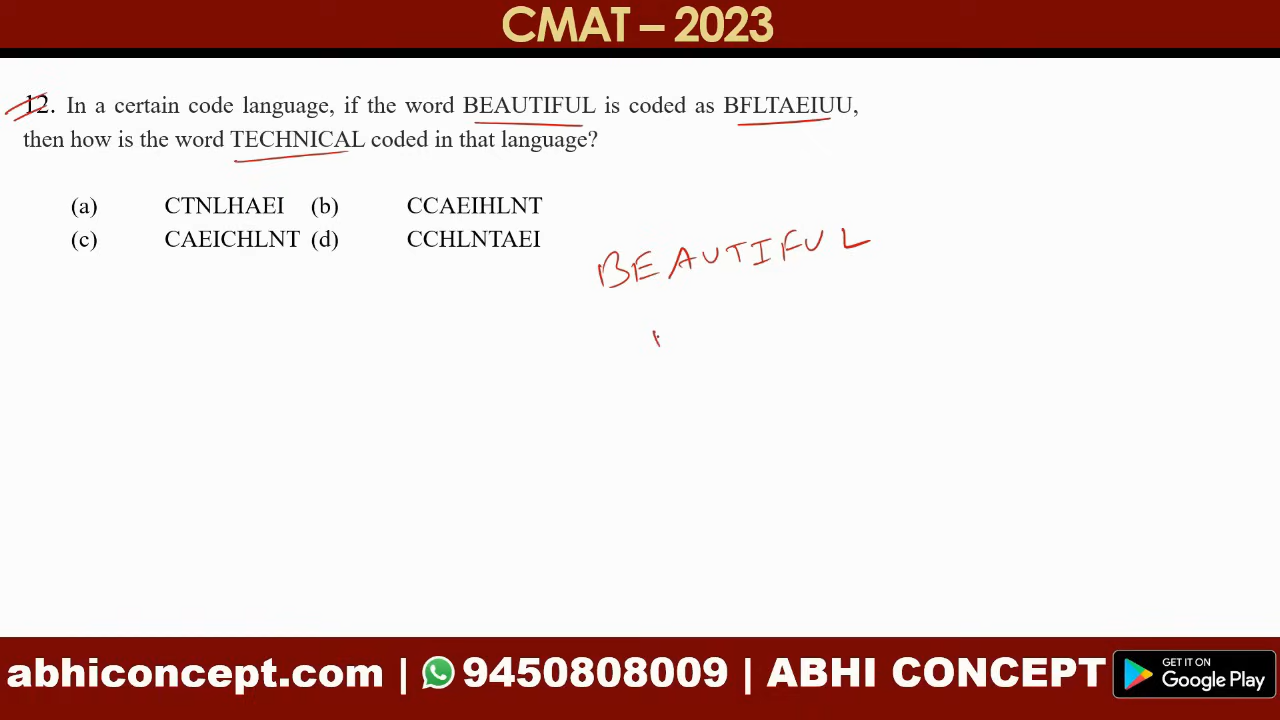 CMAT – 2023
12. In a certain code language, if the word BEAUTIFUL is coded as BFLTAEIUU,
then how is the word TECHNICAL coded in that language?
(a) CTNLHAEI (b) CCAEIHLNT
(c) CAEICHLNT (d) CCHLNTAEI
BEAUTIFUL
abhiconcept.com | 9450808009 | ABHI CONCEPT
GET IT ON
Google Play